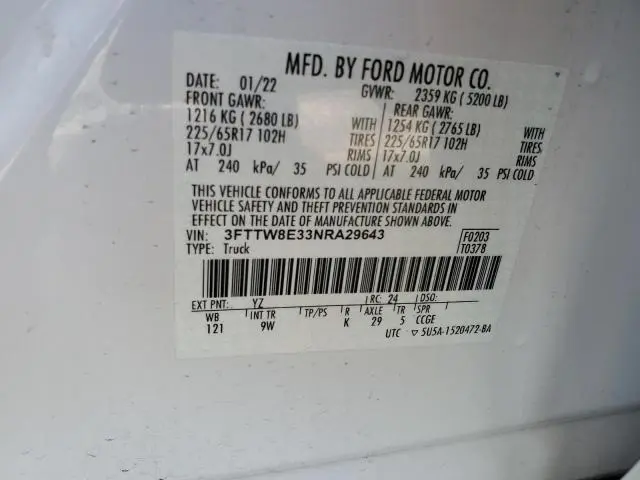 MFD. BY FORD MOTOR CO.
DATE: 01/22 GVWR: 2359 KG ( 5200 LB)
FRONT GAWR: REAR GAWR:
1216 KG ( 2680 LB) WITH 1254 KG ( 2765 LB) WITH
225/65R17 102H TIRES 225/65R17 102H TIRES
17x7.0J RIMS 17x7.0J RIMS
AT 240 kPa/ 35 PSI COLD AT 240 kPa/ 35 PSI COLD
THIS VEHICLE CONFORMS TO ALL APPLICABLE FEDERAL MOTOR
VEHICLE SAFETY AND THEFT PREVENTION STANDARDS IN
EFFECT ON THE DATE OF MANUFACTURE SHOWN ABOVE.
VIN: 3FTTW8E33NRA29643 F0203
TYPE: Truck T0378
EXT PNT: YZ RC: 24 DSO:
WB INT TR TP/PS R AXLE TR SPR
121 9W K 29 5 CCGE
UTC ▽ 5U5A-1520472-BA